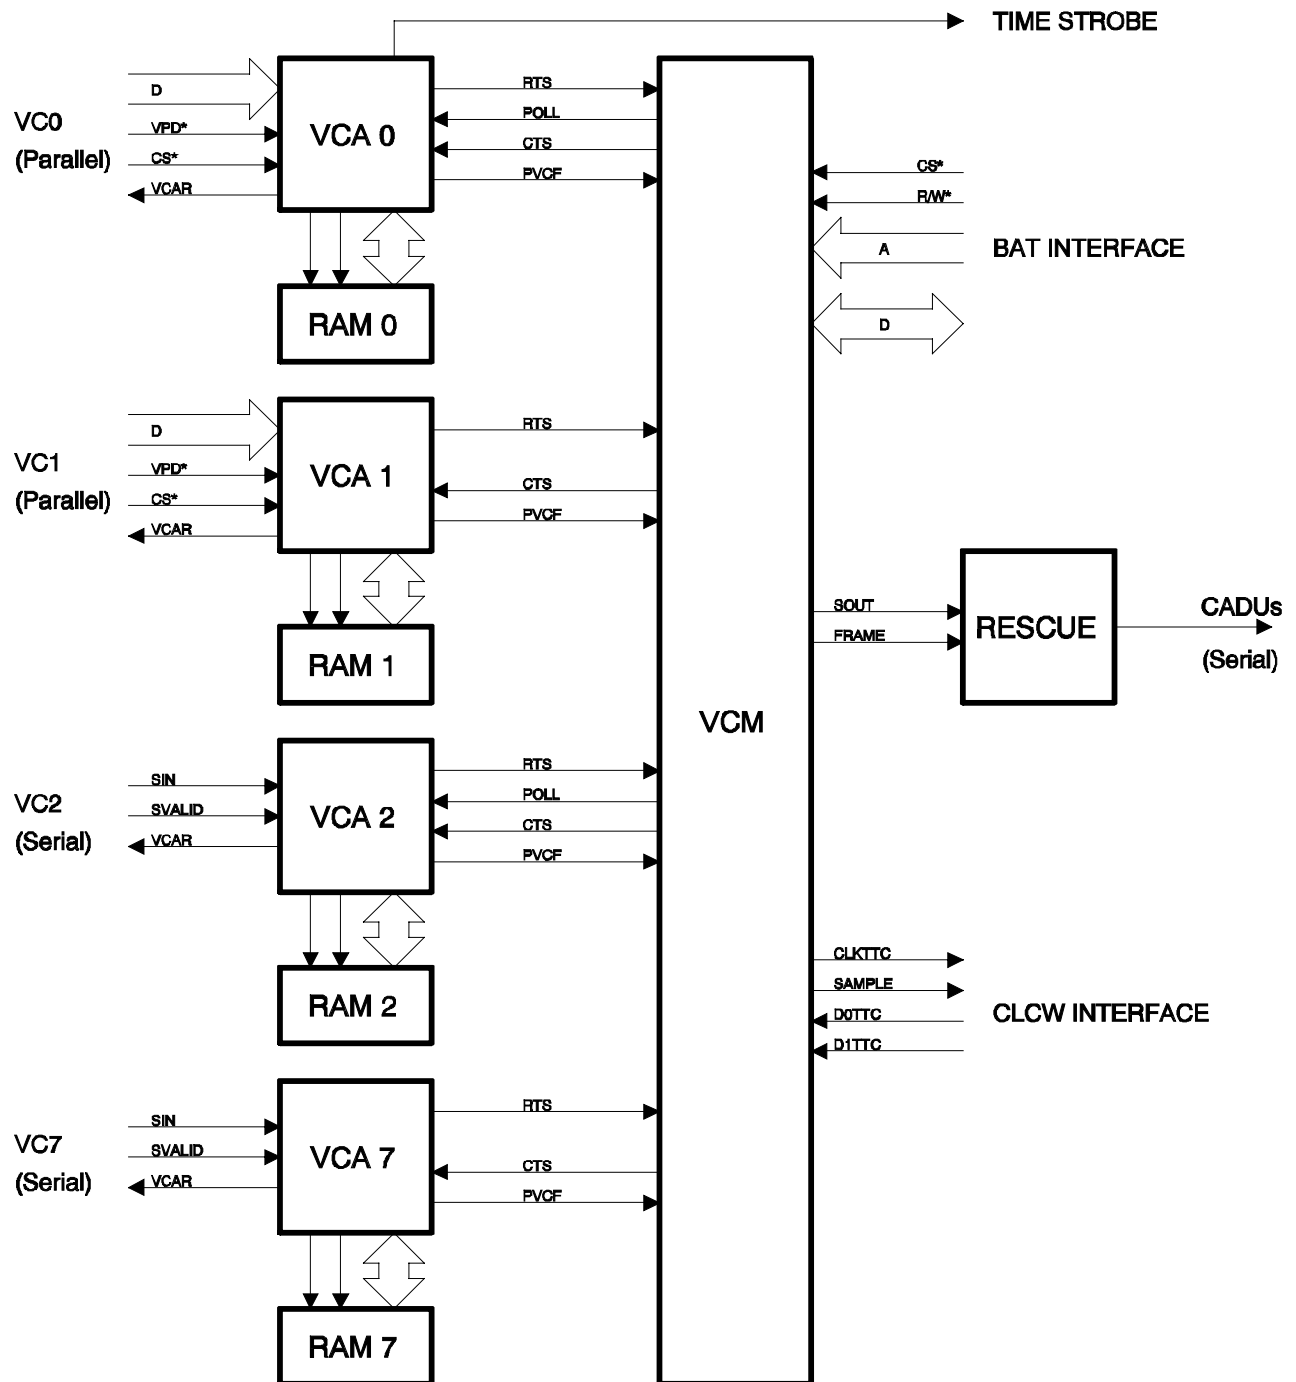 TIME STROBE
VC0
(Parallel)
D
VPD*
CS*
VCAR
VCA 0
RTS
POLL
CTS
PVCF
RAM 0
CS*
R/W*
A
D
BAT INTERFACE
VC1
(Parallel)
D
VPD*
CS*
VCAR
VCA 1
RTS
CTS
PVCF
RAM 1
VCM
SOUT
FRAME
RESCUE
CADUs
(Serial)
VC2
(Serial)
SIN
SVALID
VCAR
VCA 2
RTS
POLL
CTS
PVCF
RAM 2
CLKTTC
SAMPLE
D0TTC
D1TTC
CLCW INTERFACE
VC7
(Serial)
SIN
SVALID
VCAR
VCA 7
RTS
CTS
PVCF
RAM 7